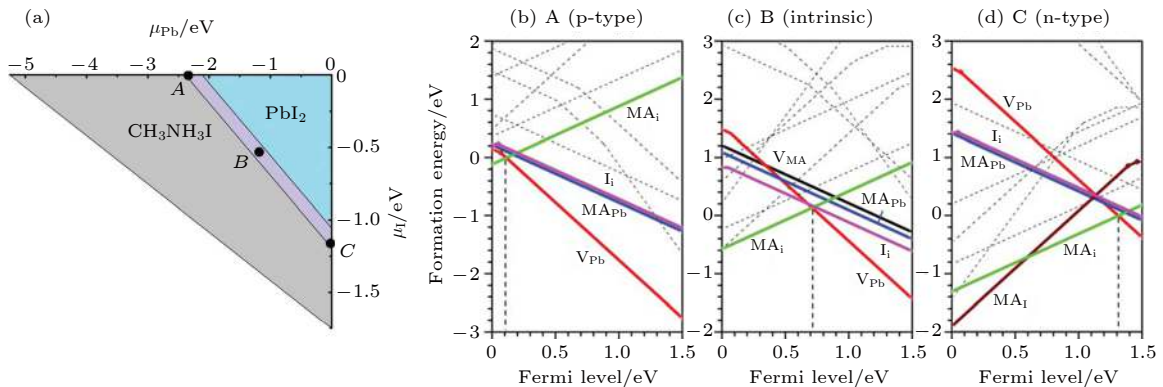 (a)
μPb/eV
−5 −4 −3 −2 −1 0
0
A
PbI2
CH3NH3I
−0.5
B
−1.0
μI/eV
C
−1.5
(b) A (p-type)
Formation energy/eV
3
2
1
0
−1
−2
−3
MAi
Ii
MAPb
VPb
0 0.5 1.0 1.5
Fermi level/eV
(c) B (intrinsic)
3
2
1
0
−1
−2
VMA
MAPb
MAi
Ii
VPb
0 0.5 1.0 1.5
Fermi level/eV
(d) C (n-type)
3
2
1
0
−1
−2
VPb
Ii
MAPb
MAi
MAI
0 0.5 1.0 1.5
Fermi level/eV